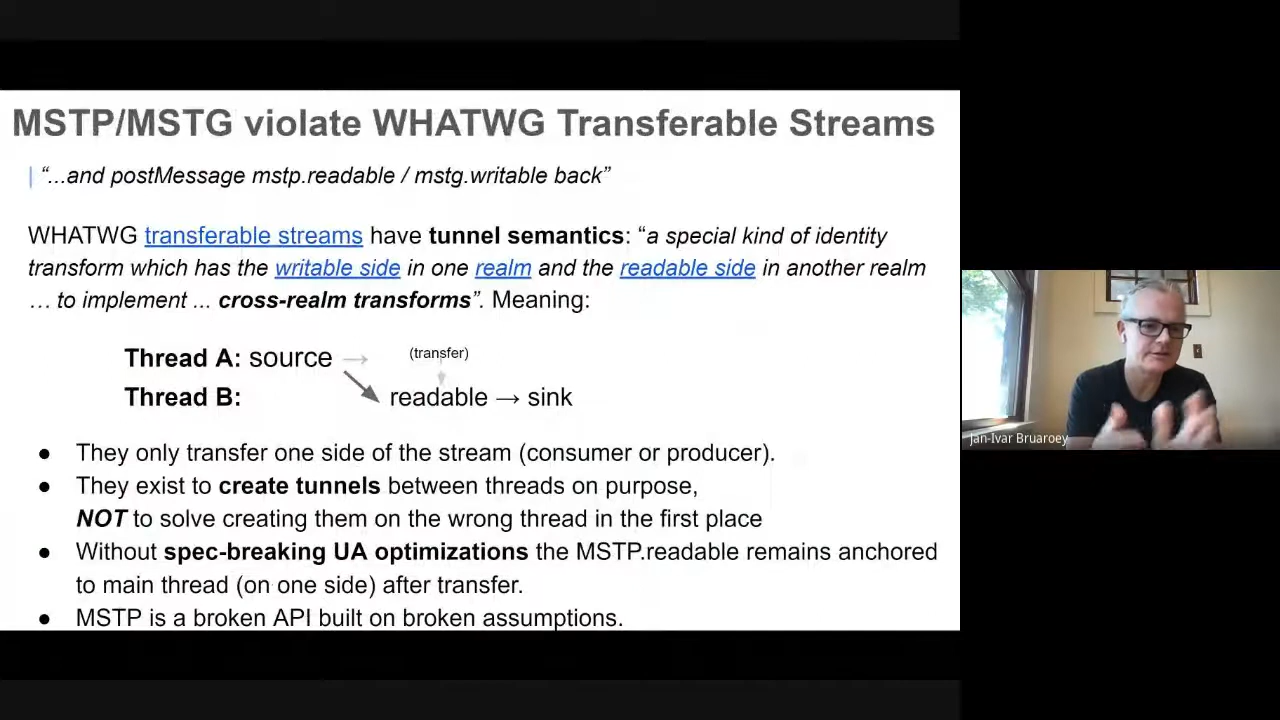 MSTP/MSTG violate WHATWG Transferable Streams
“...and postMessage mstp.readable / mstg.writable back”
WHATWG transferable streams have tunnel semantics: “a special kind of identity
transform which has the writable side in one realm and the readable side in another realm
… to implement ... cross-realm transforms”. Meaning:
Thread A: source → (transfer)
Thread B: readable → sink
● They only transfer one side of the stream (consumer or producer).
● They exist to create tunnels between threads on purpose,
NOT to solve creating them on the wrong thread in the first place
● Without spec-breaking UA optimizations the MSTP.readable remains anchored
to main thread (on one side) after transfer.
● MSTP is a broken API built on broken assumptions.
Jan-Ivar Bruaroey